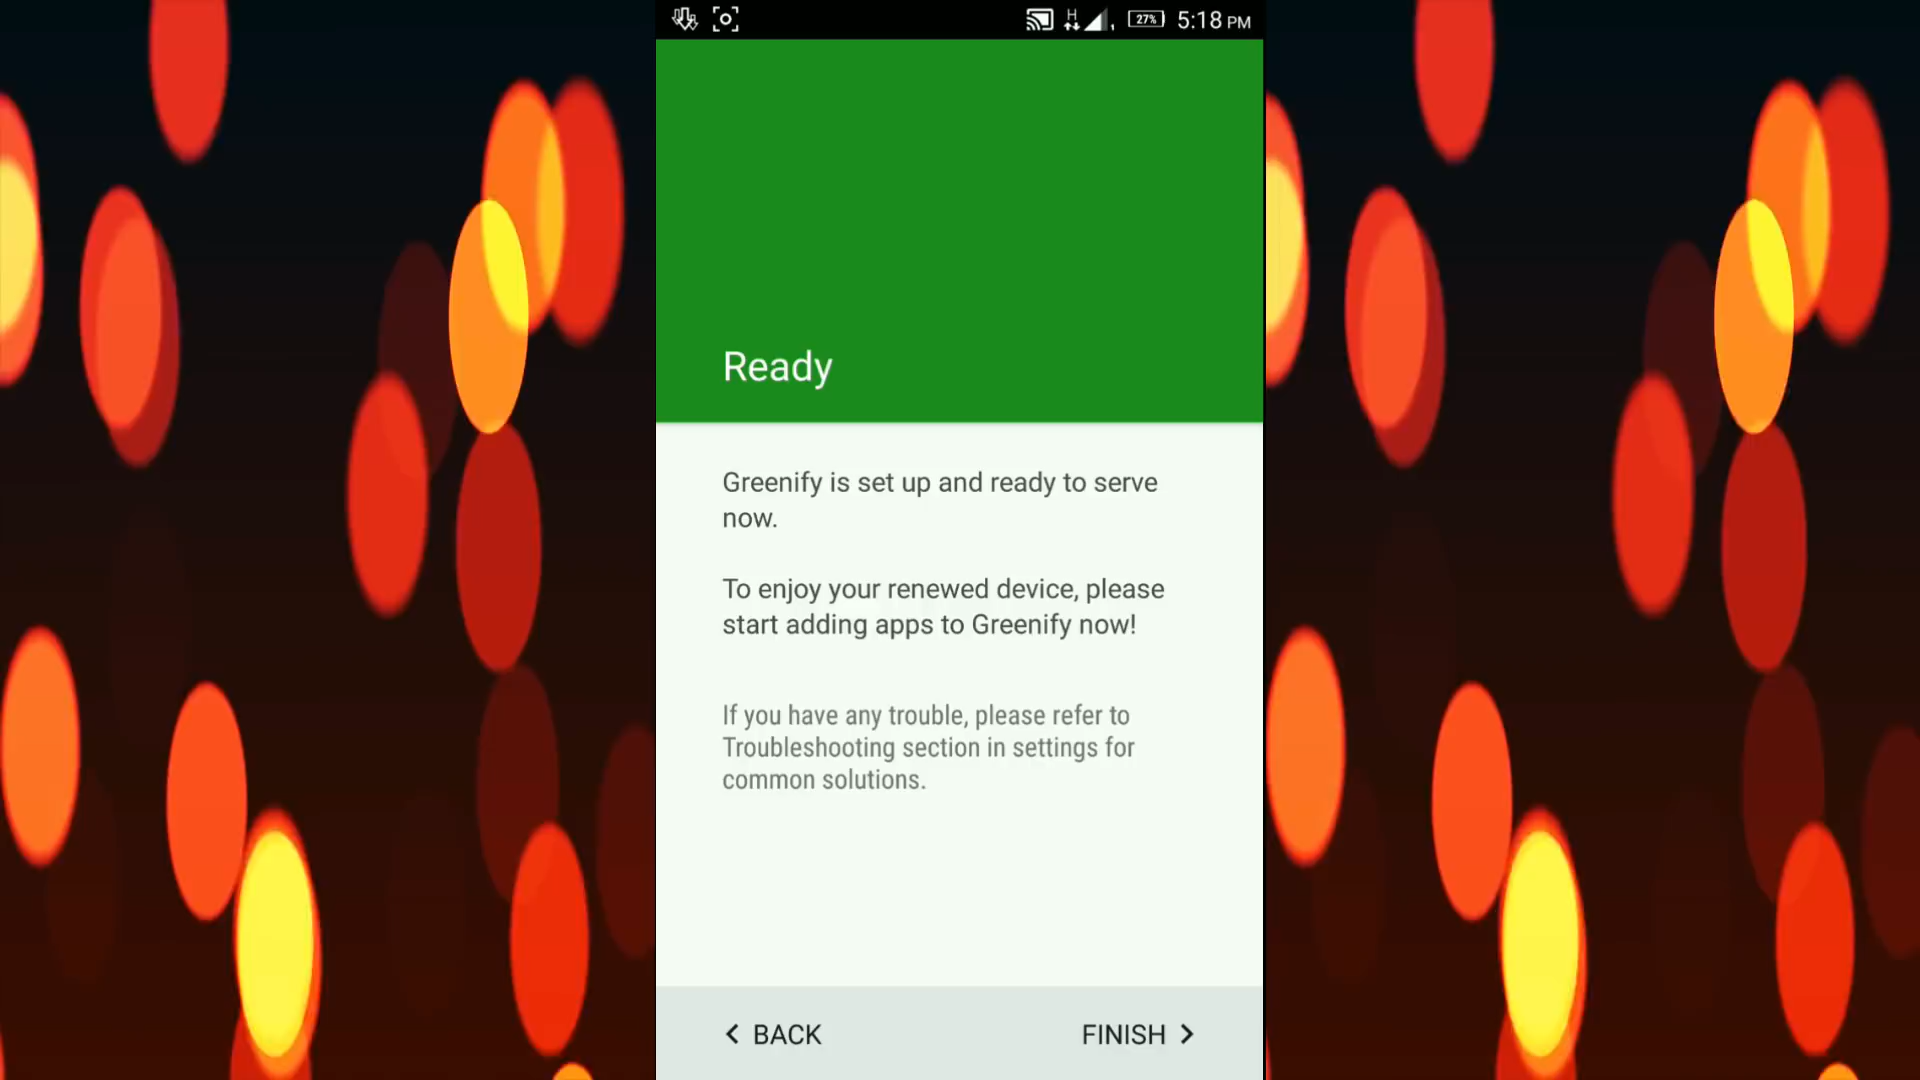 H 27% 5:18 PM
Ready
Greenify is set up and ready to serve
now.
To enjoy your renewed device, please
start adding apps to Greenify now!
If you have any trouble, please refer to
Troubleshooting section in settings for
common solutions.
BACK FINISH